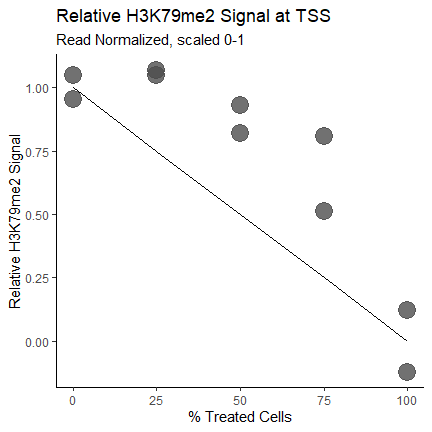 Relative H3K79me2 Signal at TSS
Read Normalized, scaled 0-1
Relative H3K79me2 Signal
1.00
0.75
0.50
0.25
0.00
0
25
50
75
100
% Treated Cells